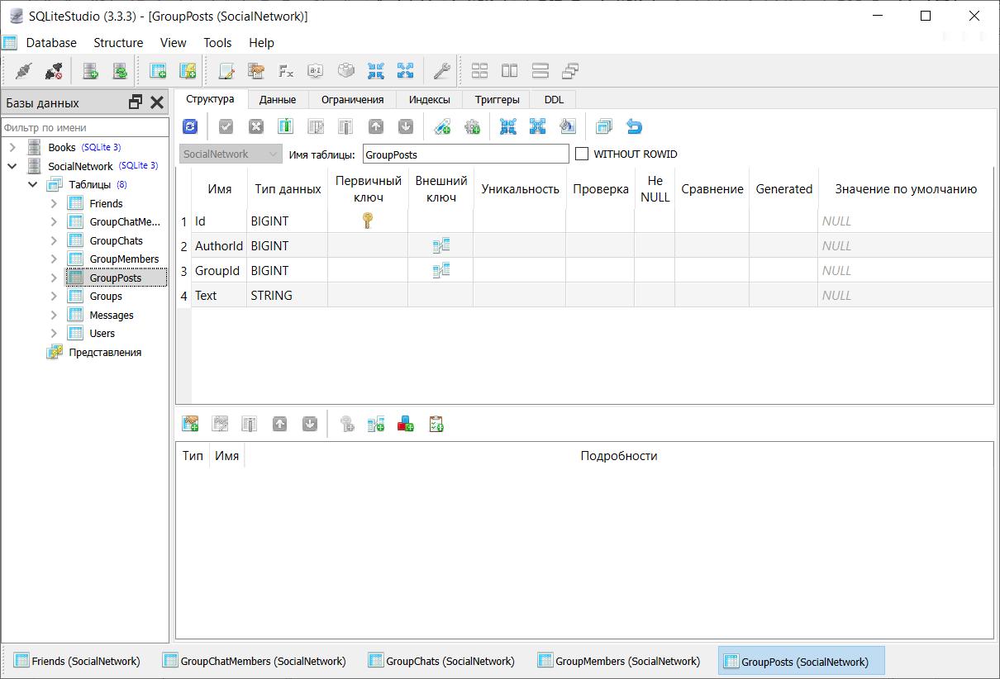 SQLiteStudio (3.3.3) - [GroupPosts (SocialNetwork)]
Database Structure View Tools Help
Базы данных
Фильтр по имени
Books (SQLite 3)
SocialNetwork (SQLite 3)
Таблицы (8)
Friends
GroupChatMe...
GroupChats
GroupMembers
GroupPosts
Groups
Messages
Users
Представления
Структура Данные Ограничения Индексы Триггеры DDL
SocialNetwork Имя таблицы: GroupPosts WITHOUT ROWID
Имя Тип данных Первичный ключ Внешний ключ Уникальность Проверка Не NULL Сравнение Generated Значение по умолчанию
1 Id BIGINT NULL
2 AuthorId BIGINT NULL
3 GroupId BIGINT NULL
4 Text STRING NULL
Тип Имя Подробности
Friends (SocialNetwork) GroupChatMembers (SocialNetwork) GroupChats (SocialNetwork) GroupMembers (SocialNetwork) GroupPosts (SocialNetwork)